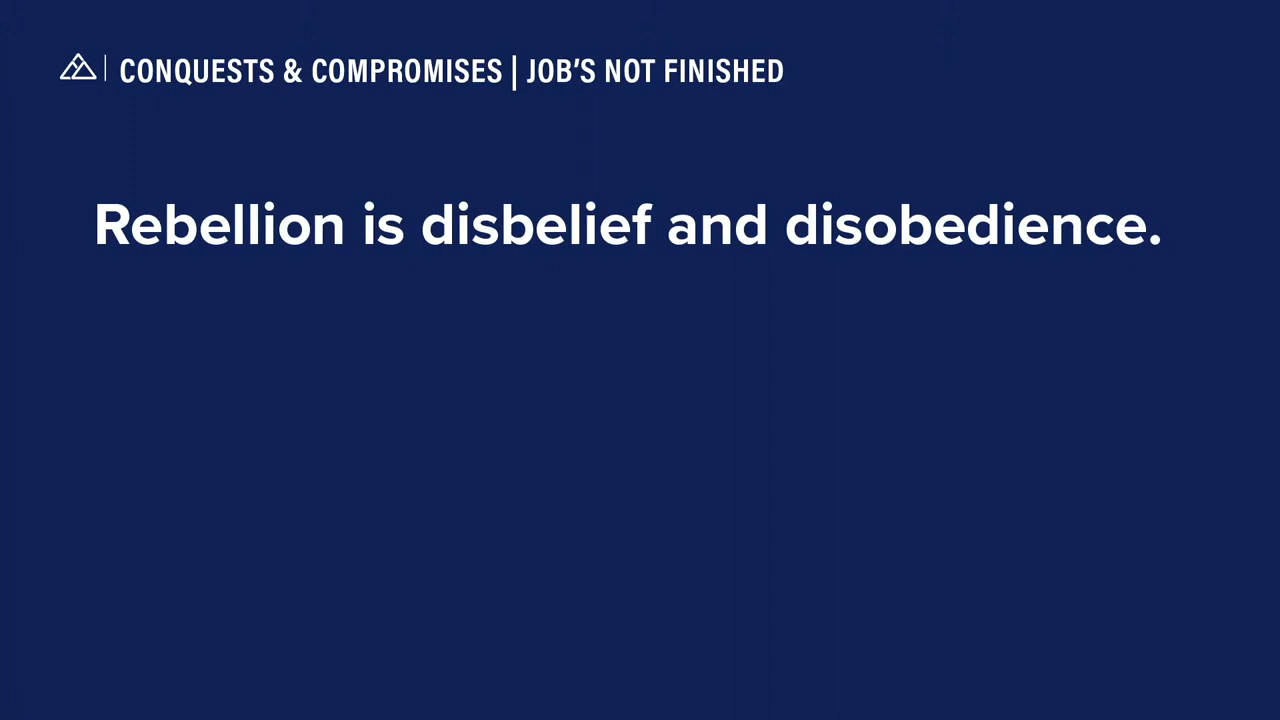 CONQUESTS & COMPROMISES | JOB’S NOT FINISHED
Rebellion is disbelief and disobedience.